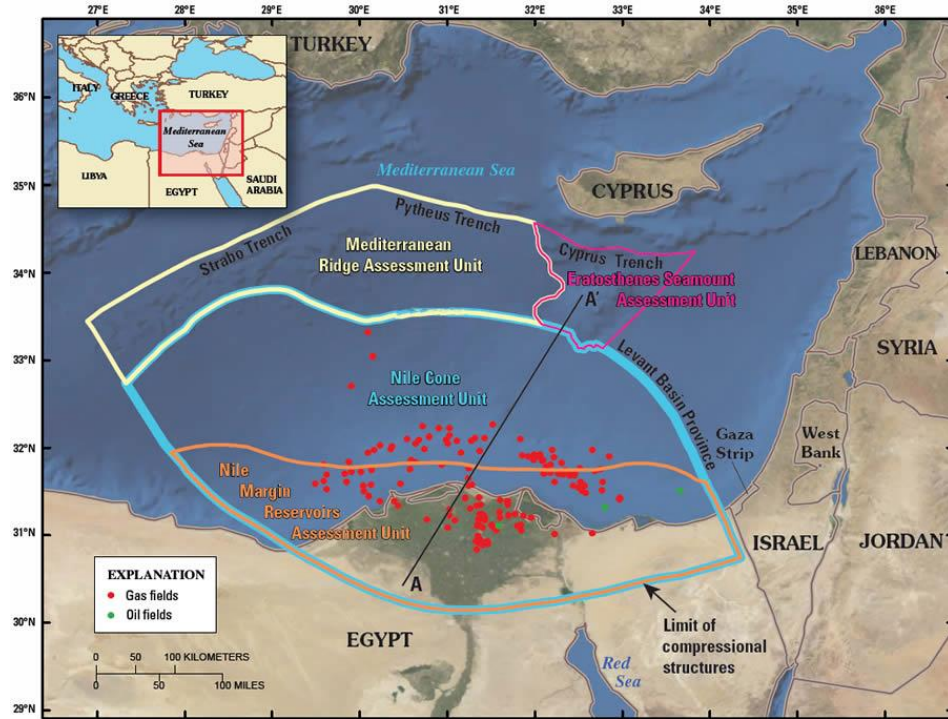 27°E 28°E 29°E 30°E 31°E 32°E 33°E 34°E 35°E 36°E
TURKEY
ITALY
GREECE
TURKEY
Mediterranean
Sea
LIBYA
EGYPT
SAUDI
ARABIA
36°N
35°N
34°N
33°N
32°N
31°N
30°N
29°N
Mediterranean Sea
CYPRUS
Strabo Trench
Pytheus Trench
Mediterranean
Ridge Assessment Unit
Cyprus Trench
Eratosthenes Seamount
Assessment Unit
A'
LEBANON
SYRIA
Nile Cone
Assessment Unit
Levant Basin Province
Gaza
Strip
West
Bank
Nile
Margin
Reservoirs
Assessment Unit
ISRAEL
JORDAN
A
EXPLANATION
Gas fields
Oil fields
EGYPT
Limit of
compressional
structures
Red
Sea
0 50 100 KILOMETERS
0 50 100 MILES